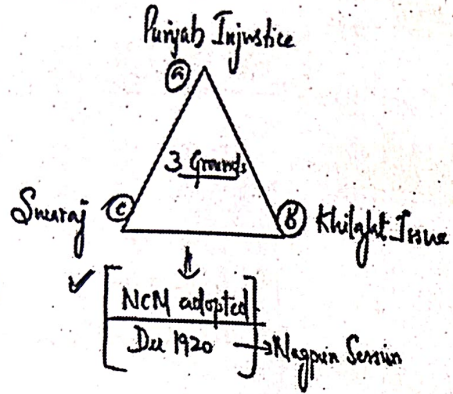 Punjab Injustice
(a)
3 Grounds
Swaraj (c)
(b) Khilafat Issue
NCM adopted
Dec 1920 → Nagpur Session